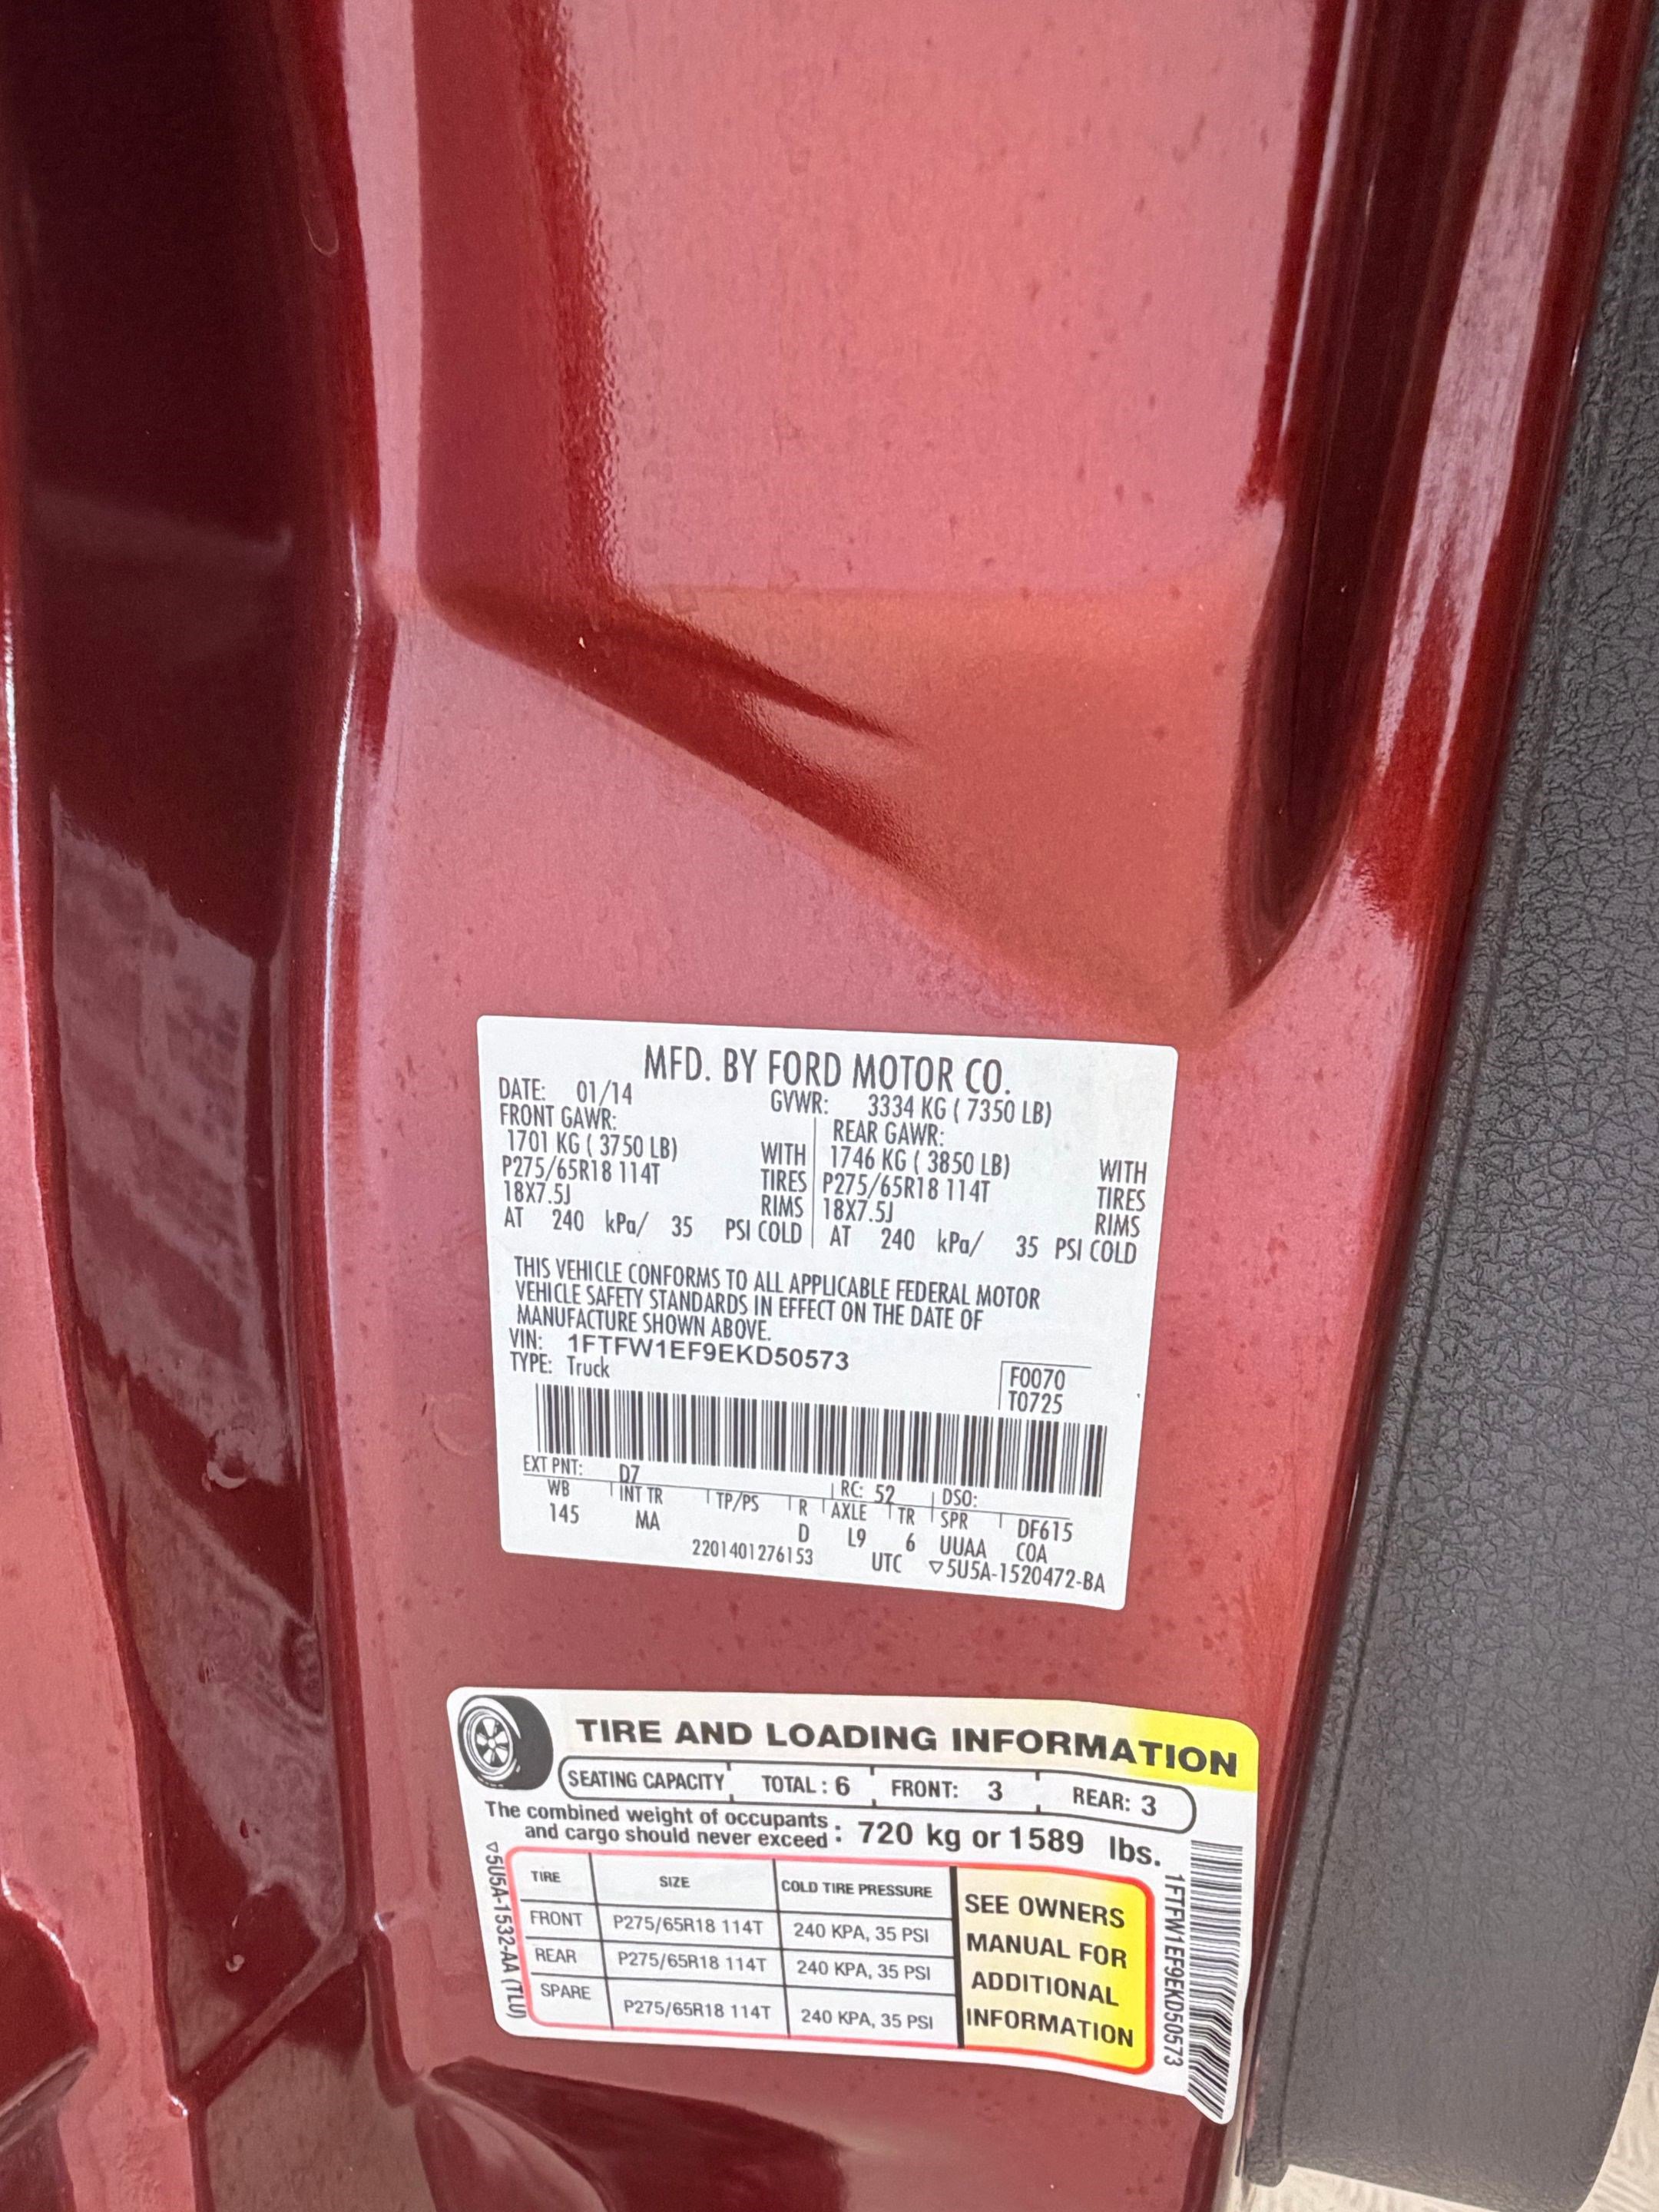 MFD. BY FORD MOTOR CO.
DATE: 01/14 GVWR: 3334 KG ( 7350 LB)
FRONT GAWR: REAR GAWR:
1701 KG ( 3750 LB) WITH 1746 KG ( 3850 LB) WITH
P275/65R18 114T TIRES P275/65R18 114T TIRES
18X7.5J RIMS 18X7.5J RIMS
AT 240 kPa/ 35 PSI COLD AT 240 kPa/ 35 PSI COLD
THIS VEHICLE CONFORMS TO ALL APPLICABLE FEDERAL MOTOR
VEHICLE SAFETY STANDARDS IN EFFECT ON THE DATE OF
MANUFACTURE SHOWN ABOVE.
VIN: 1FTFW1EF9EKD50573
TYPE: Truck
F0070
T0725
EXT PNT: D7 RC: 52 DSO:
WB INT TR TP/PS R AXLE TR SPR DF615
145 MA D L9 6 UUAA COA
2201401276153 UTC ▽5U5A-1520472-BA
TIRE AND LOADING INFORMATION
SEATING CAPACITY TOTAL : 6 FRONT: 3 REAR: 3
The combined weight of occupants
and cargo should never exceed : 720 kg or 1589 lbs.
TIRE SIZE COLD TIRE PRESSURE
FRONT P275/65R18 114T 240 KPA, 35 PSI
REAR P275/65R18 114T 240 KPA, 35 PSI
SPARE P275/65R18 114T 240 KPA, 35 PSI
SEE OWNERS
MANUAL FOR
ADDITIONAL
INFORMATION
▽5U5A-1532-AA (TLU)
1FTFW1EF9EKD50573